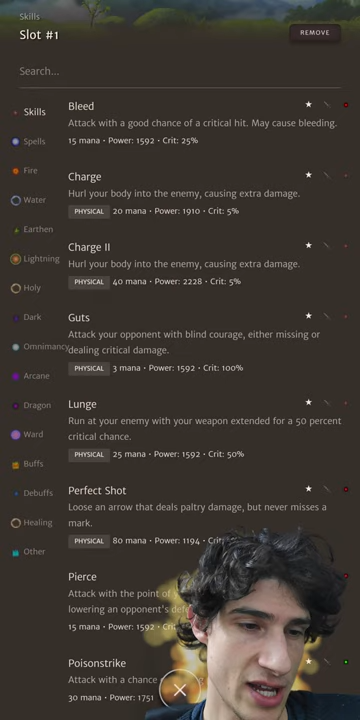 Skills
Slot #1
REMOVE
Search...
Skills
Spells
Fire
Water
Earthen
Lightning
Holy
Dark
Omnimancy
Arcane
Dragon
Ward
Buffs
Debuffs
Healing
Other
Bleed
Attack with a good chance of a critical hit. May cause bleeding.
15 mana • Power: 1592 • Crit: 25%
Charge
Hurl your body into the enemy, causing extra damage.
PHYSICAL 20 mana • Power: 1910 • Crit: 5%
Charge II
Hurl your body into the enemy, causing extra damage.
PHYSICAL 40 mana • Power: 2228 • Crit: 5%
Guts
Attack your opponent with blind courage, either missing or
dealing critical damage.
PHYSICAL 3 mana • Power: 1592 • Crit: 100%
Lunge
Run at your enemy with your weapon extended for a 50 percent
critical chance.
PHYSICAL 25 mana • Power: 1592 • Crit: 50%
Perfect Shot
Loose an arrow that deals paltry damage, but never misses a
mark.
PHYSICAL 80 mana • Power: 1194 •
Pierce
Attack with the point of
lowering an opponent's
15 mana • Power: 1592 •
Poisonstrike
Attack with a chance
30 mana • Power: 1751